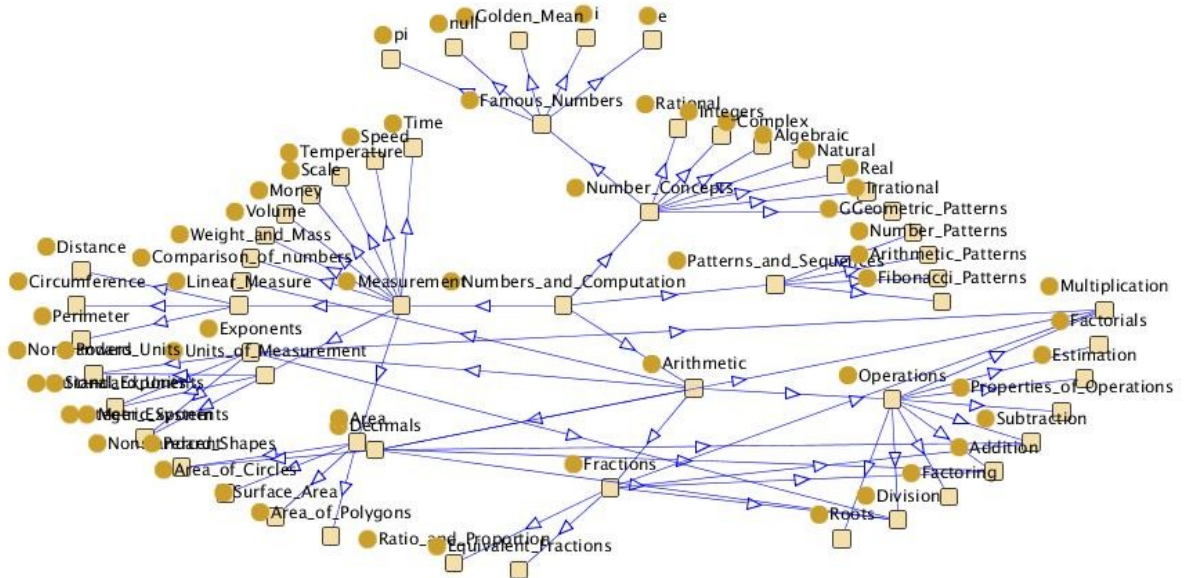 Golden_Mean
i
e
null
pi
Famous_Numbers
Rational
Integers
Complex
Time
Speed
Algebraic
Temperature
Natural
Scale
Real
Money
Number_Concepts
Irrational
Volume
Geometric_Patterns
Weight_and_Mass
Number_Patterns
Distance
Comparison_of_numbers
Patterns_and_Sequences
Arithmetic_Patterns
Circumference
Linear_Measure
Measurement
Numbers_and_Computation
Fibonacci_Patterns
Multiplication
Perimeter
Factorials
Exponents
Units_of_Measurement
Arithmetic
Estimation
Operations
Properties_of_Operations
Area
Subtraction
Decimals
Addition
Area_of_Circles
Fractions
Factoring
Surface_Area
Division
Area_of_Polygons
Roots
Ratio_and_Proportion
Equivalent_Fractions